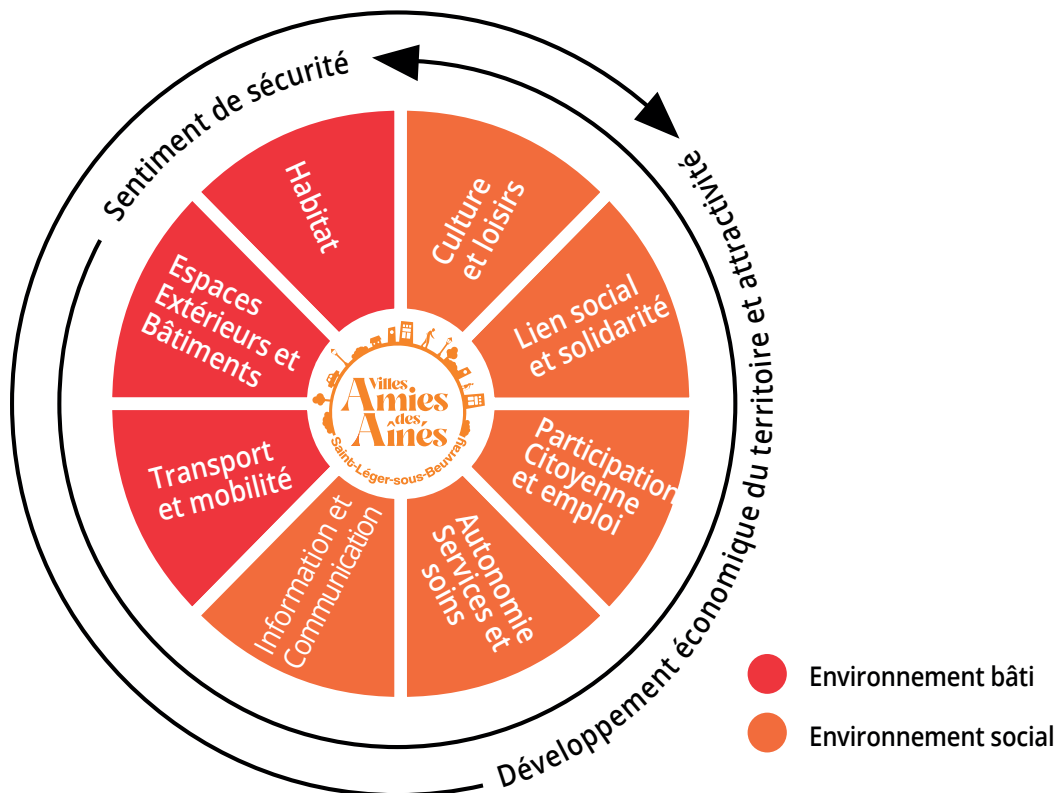 Sentiment de sécurité
Développement économique du territoire et attractivité
Habitat
Culture
et loisirs
Lien social
et solidarité
Participation
Citoyenne
et emploi
Autonomie
Services et
soins
Information et
Communication
Transport
et mobilité
Espaces
Extérieurs et
Bâtiments
Villes
Amies
des
Aînés
Saint-Léger-sous-Beuvray
Environnement bâti
Environnement social